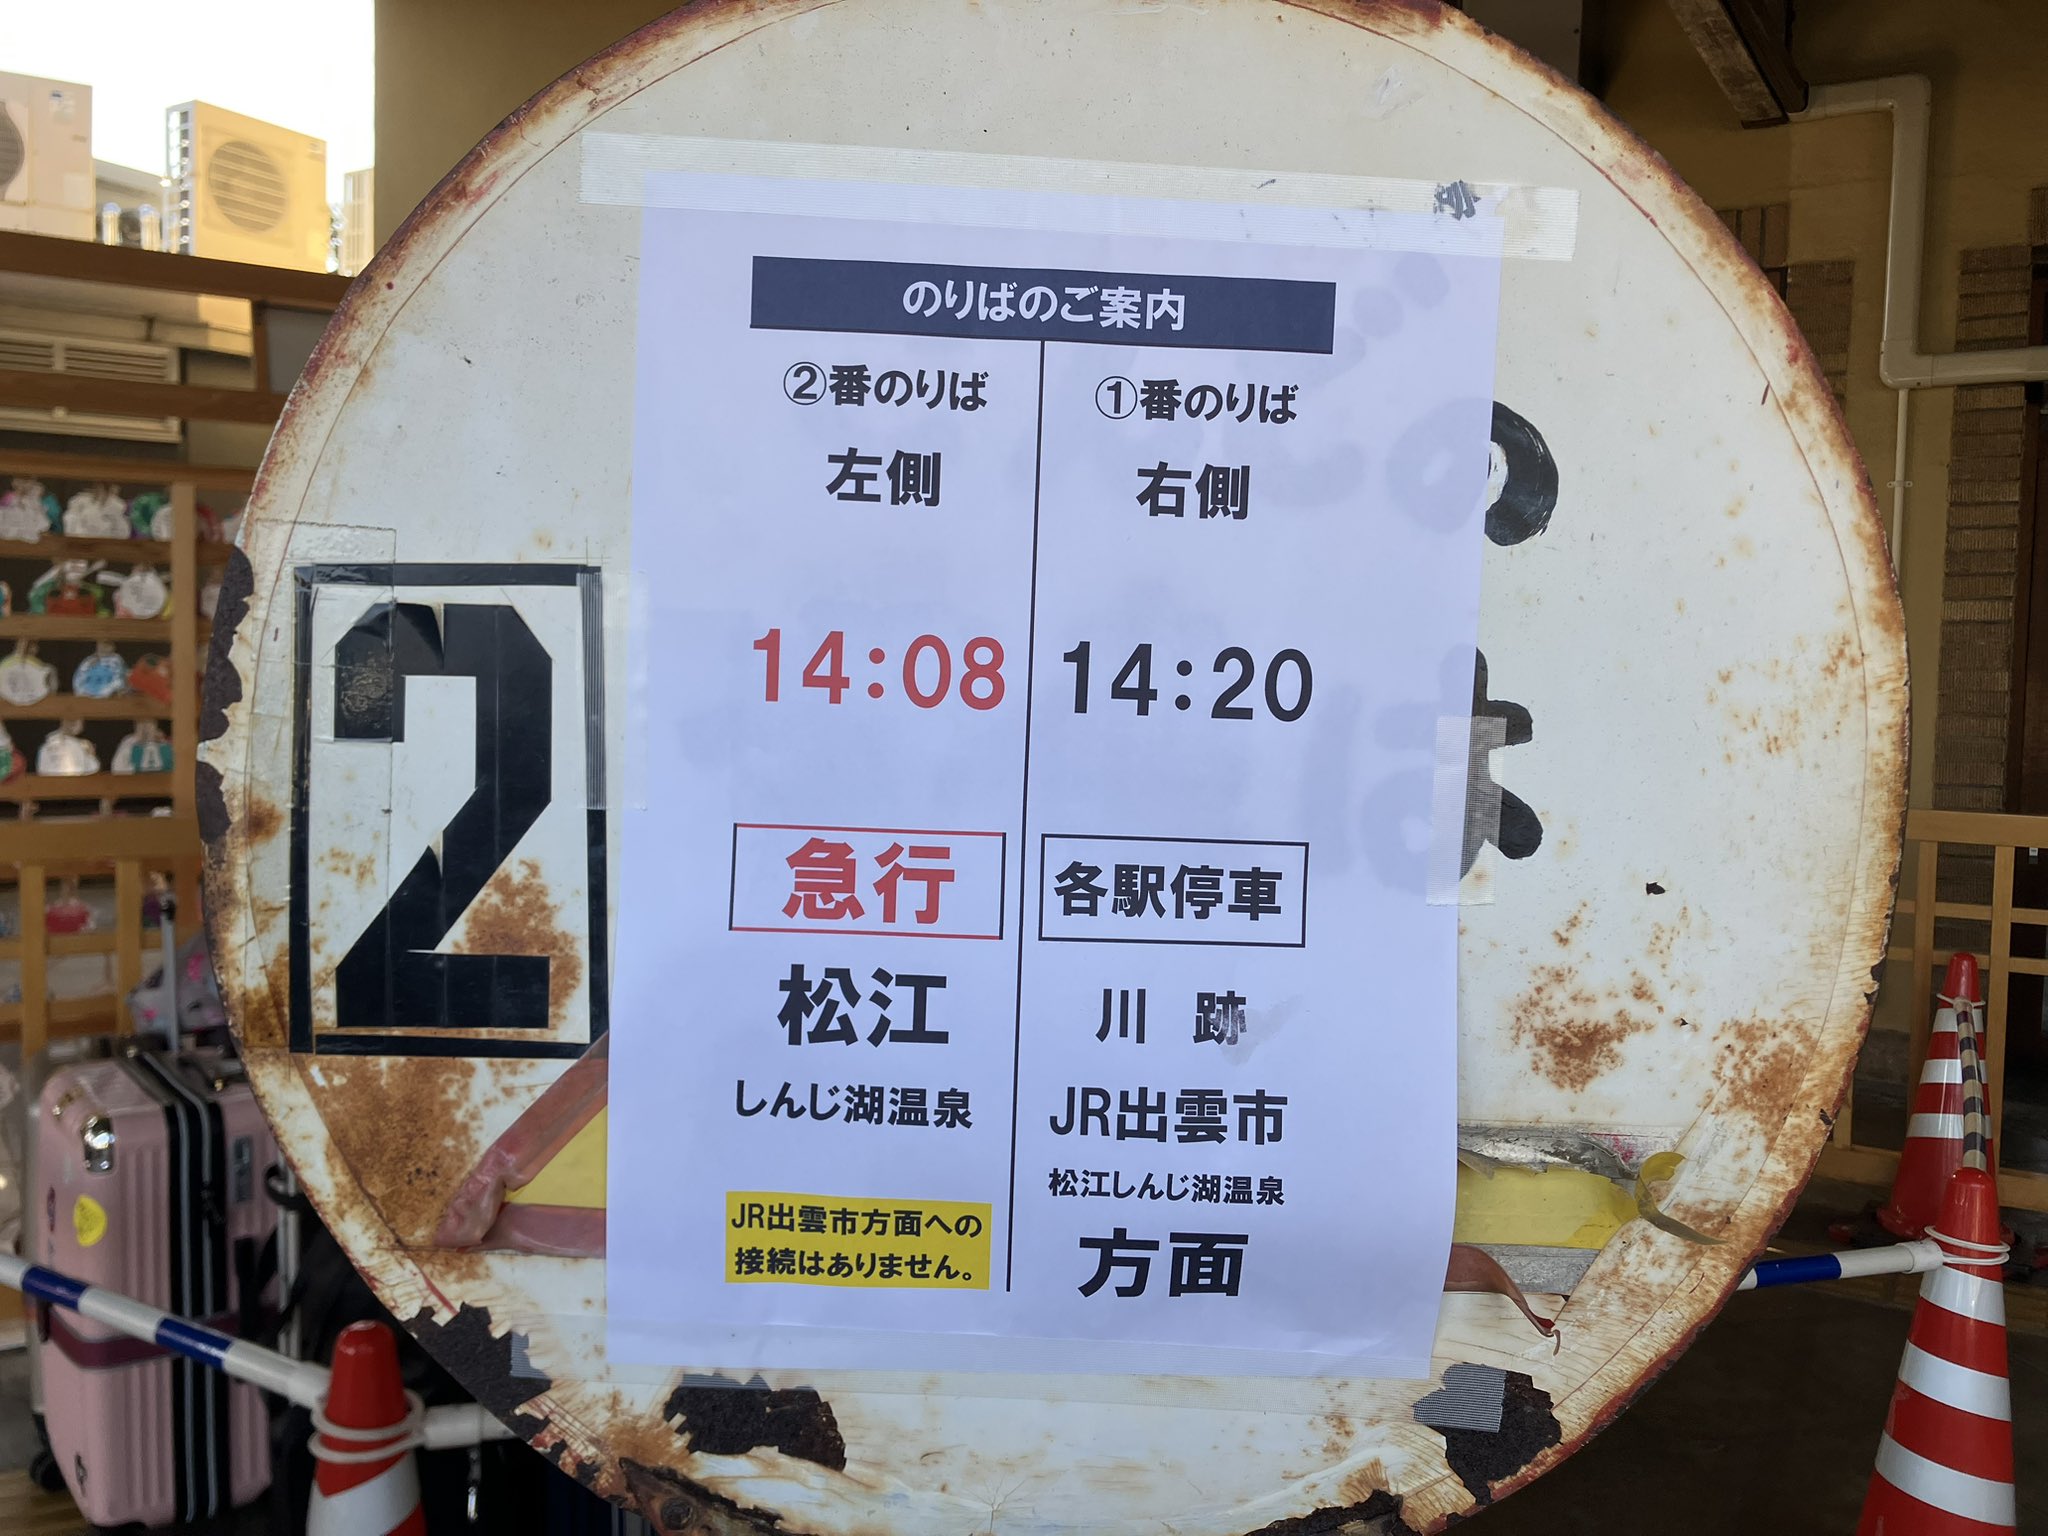 のりばのご案内
②番のりば
左側
14:08
急行
松江
しんじ湖温泉
JR出雲市方面への
接続はありません。
①番のりば
右側
14:20
各駅停車
川 跡
JR出雲市
松江しんじ湖温泉
方面
2
の
は